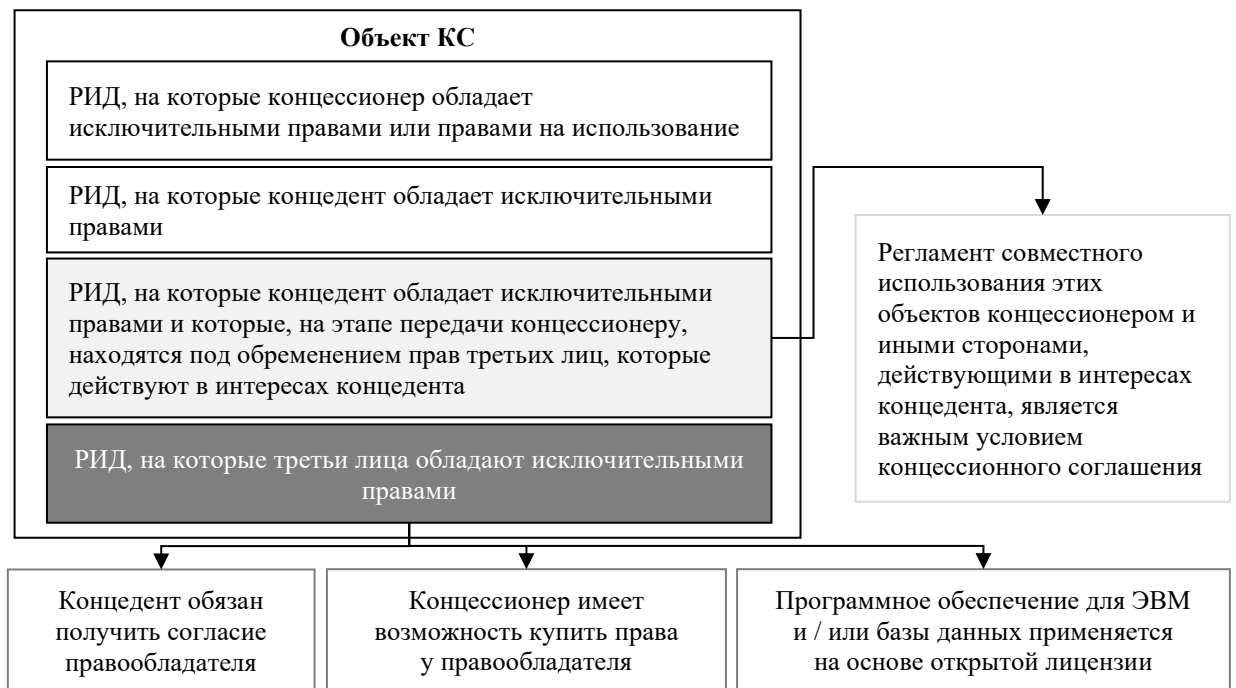 Объект КС
РИД, на которые концессионер обладает
исключительными правами или правами на использование
РИД, на которые концедент обладает исключительными
правами
РИД, на которые концедент обладает исключительными
правами и которые, на этапе передачи концессионеру,
находятся под обременением прав третьих лиц, которые
действуют в интересах концедента
РИД, на которые третьи лица обладают исключительными
правами
Регламент совместного
использования этих
объектов концессионером и
иными сторонами,
действующими в интересах
концедента, является
важным условием
концессионного соглашения
Концедент обязан
получить согласие
правообладателя
Концессионер имеет
возможность купить права
у правообладателя
Программное обеспечение для ЭВМ
и / или базы данных применяется
на основе открытой лицензии